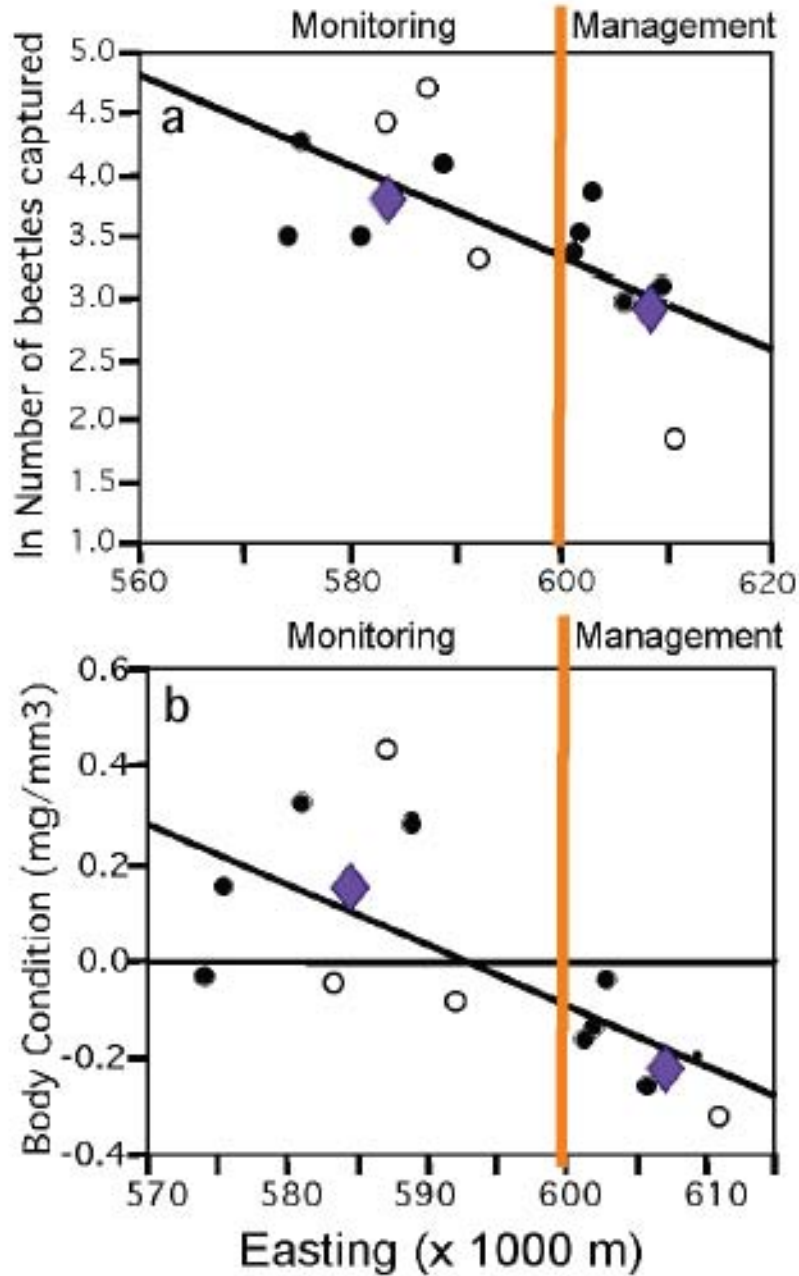 Monitoring Management
ln Number of beetles captured
a
5.0
4.5
4.0
3.5
3.0
2.5
2.0
1.5
1.0
560 580 600 620
Monitoring Management
Body Condition (mg/mm3)
b
0.6
0.4
0.2
0.0
-0.2
-0.4
570 580 590 600 610
Easting (x 1000 m)